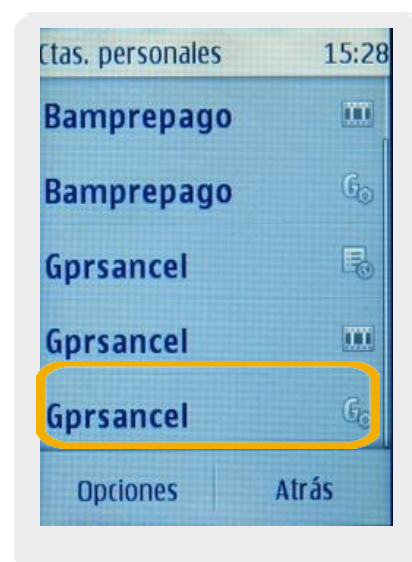 Ctas. personales 15:28
Bamprepago
Bamprepago
Gprsancel
Gprsancel
Gprsancel
Opciones Atrás